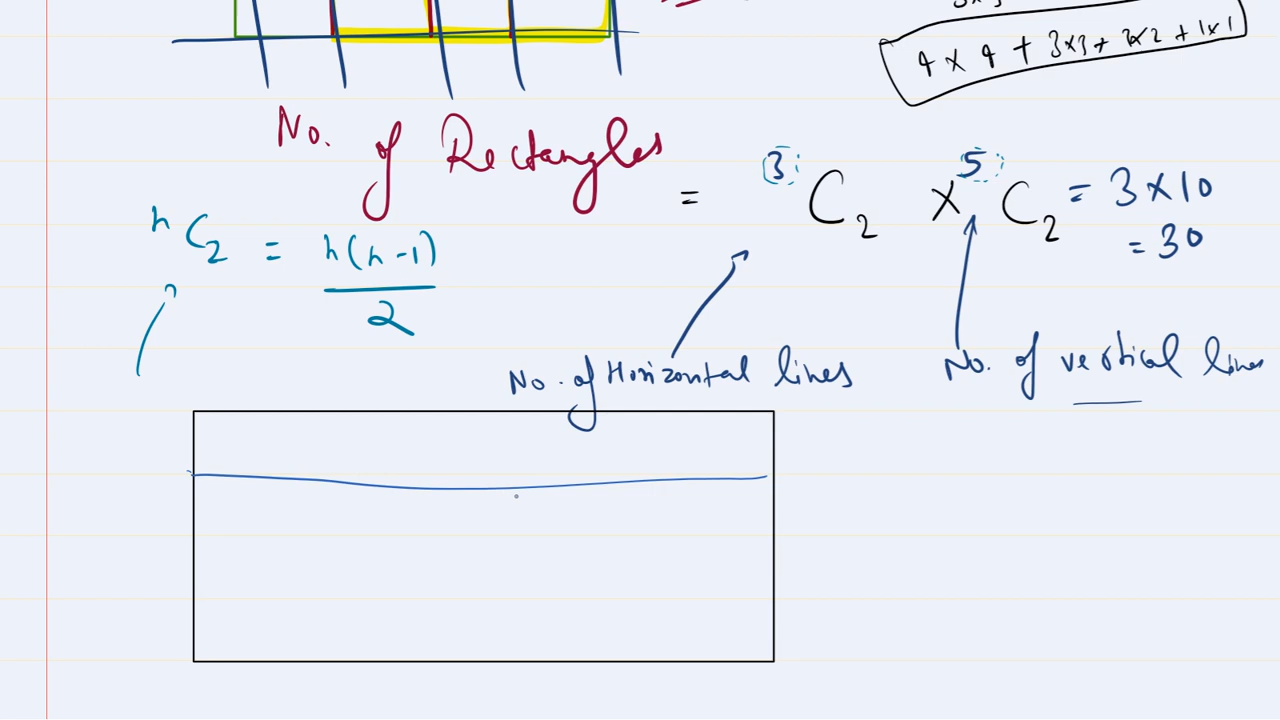 4 x 4 + 3x3 + 2x2 + 1x1
No. of Rectangles = ³C₂ X ⁵C₂ = 3 X 10
= 30
ⁿC₂ = n(n-1)/2
No. of Horizontal lines
No. of vertical lines